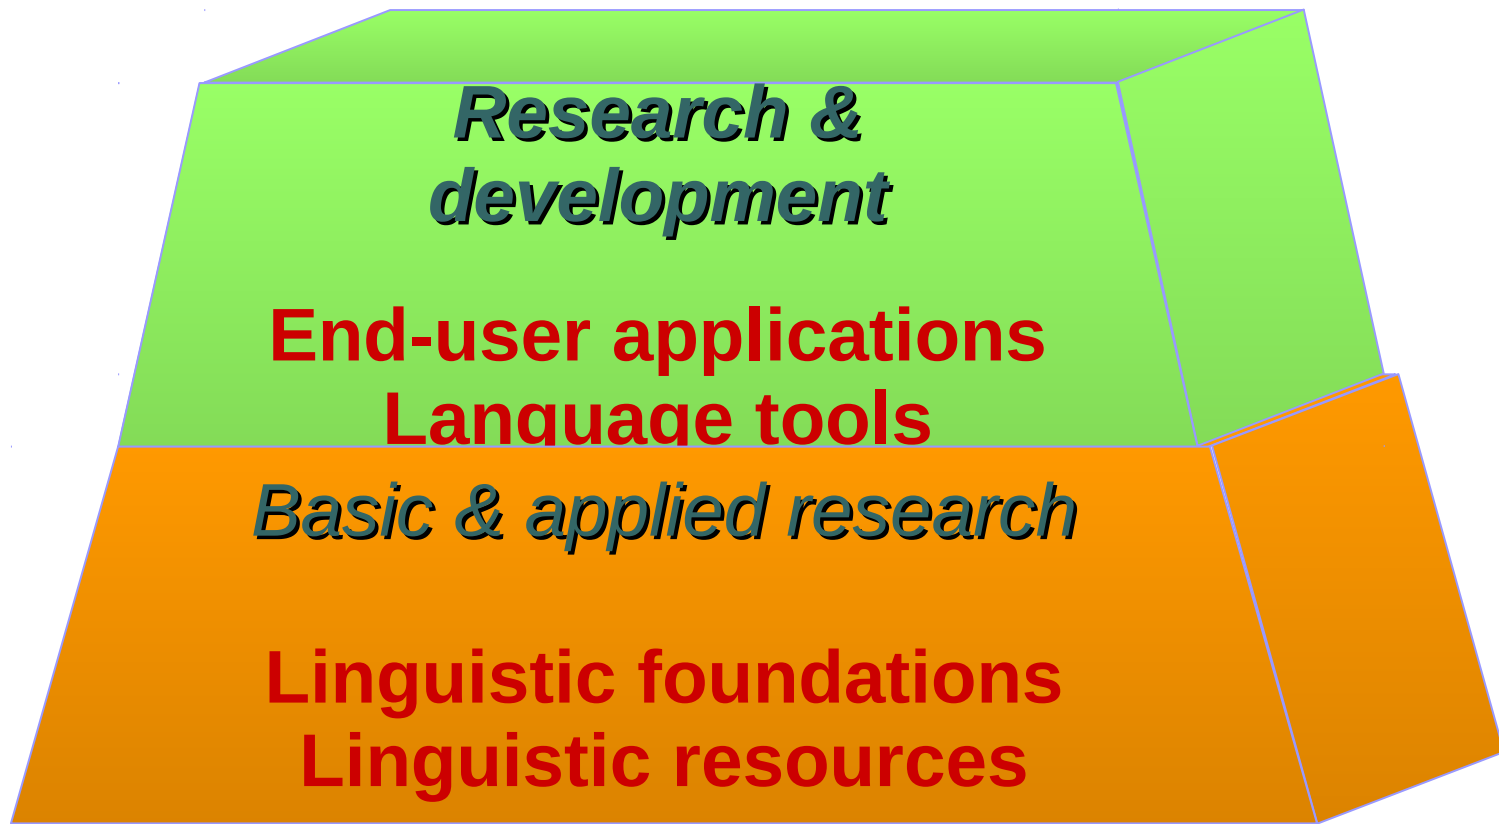 Research &
development
End-user applications
Language tools
Basic & applied research
Linguistic foundations
Linguistic resources